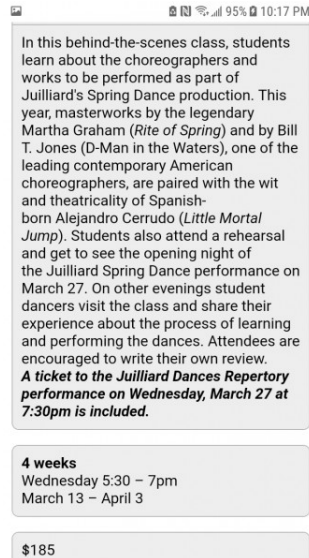 95% 10:17 PM
In this behind-the-scenes class, students
learn about the choreographers and
works to be performed as part of
Juilliard's Spring Dance production. This
year, masterworks by the legendary
Martha Graham (Rite of Spring) and by Bill
T. Jones (D-Man in the Waters), one of the
leading contemporary American
choreographers, are paired with the wit
and theatricality of Spanish-
born Alejandro Cerrudo (Little Mortal
Jump). Students also attend a rehearsal
and get to see the opening night of
the Juilliard Spring Dance performance on
March 27. On other evenings student
dancers visit the class and share their
experience about the process of learning
and performing the dances. Attendees are
encouraged to write their own review.
A ticket to the Juilliard Dances Repertory
performance on Wednesday, March 27 at
7:30pm is included.
4 weeks
Wednesday 5:30 – 7pm
March 13 – April 3
$185